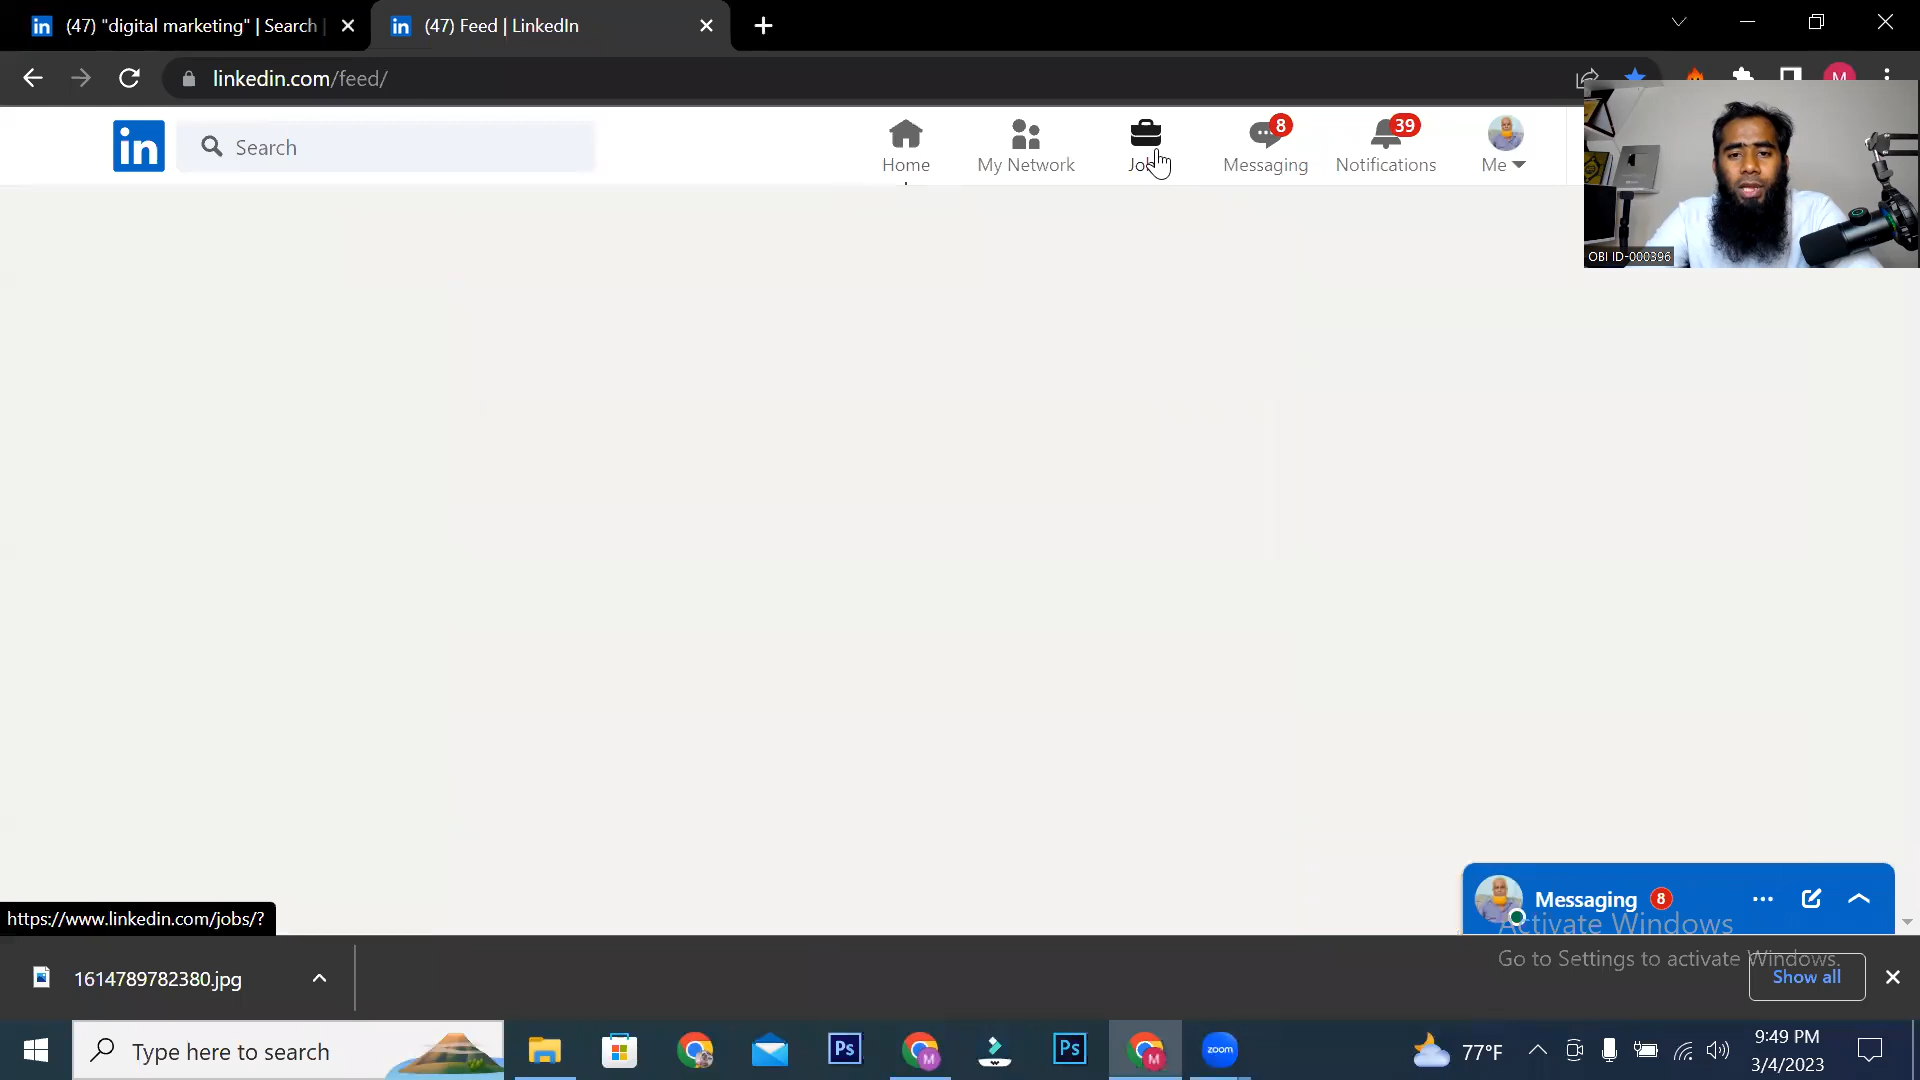 (47) "digital marketing" | Search |
(47) Feed | LinkedIn
linkedin.com/feed/
M
in
Search
Home
My Network
Messaging
8
Notifications
39
Me
OBI ID-000396
Messaging 8
https://www.linkedin.com/jobs/?
Activate Windows
Go to Settings to activate Windows.
1614789782380.jpg
Show all
Type here to search
Ps
M
Ps
M
zoom
77°F
9:49 PM
3/4/2023